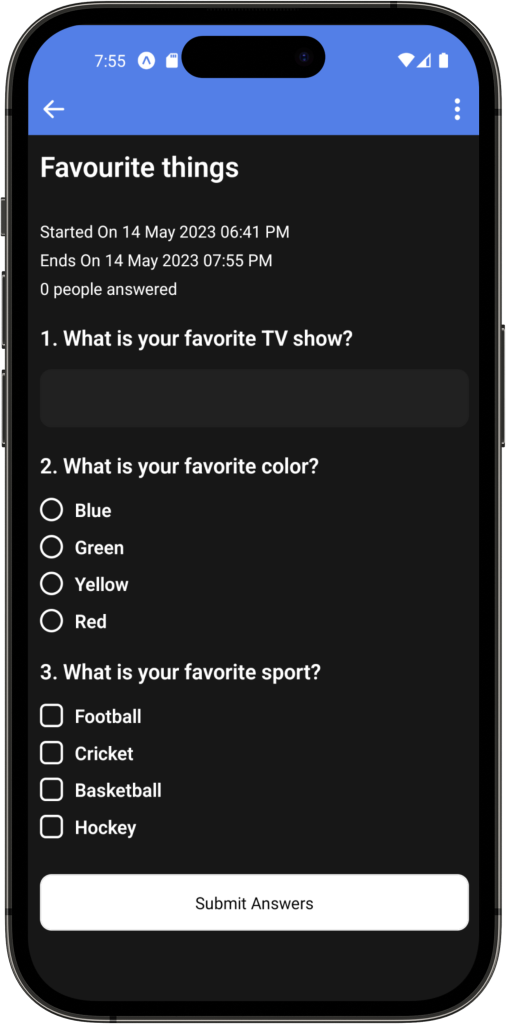 7:55
Favourite things
Started On 14 May 2023 06:41 PM
Ends On 14 May 2023 07:55 PM
0 people answered
1. What is your favorite TV show?
2. What is your favorite color?
Blue
Green
Yellow
Red
3. What is your favorite sport?
Football
Cricket
Basketball
Hockey
Submit Answers